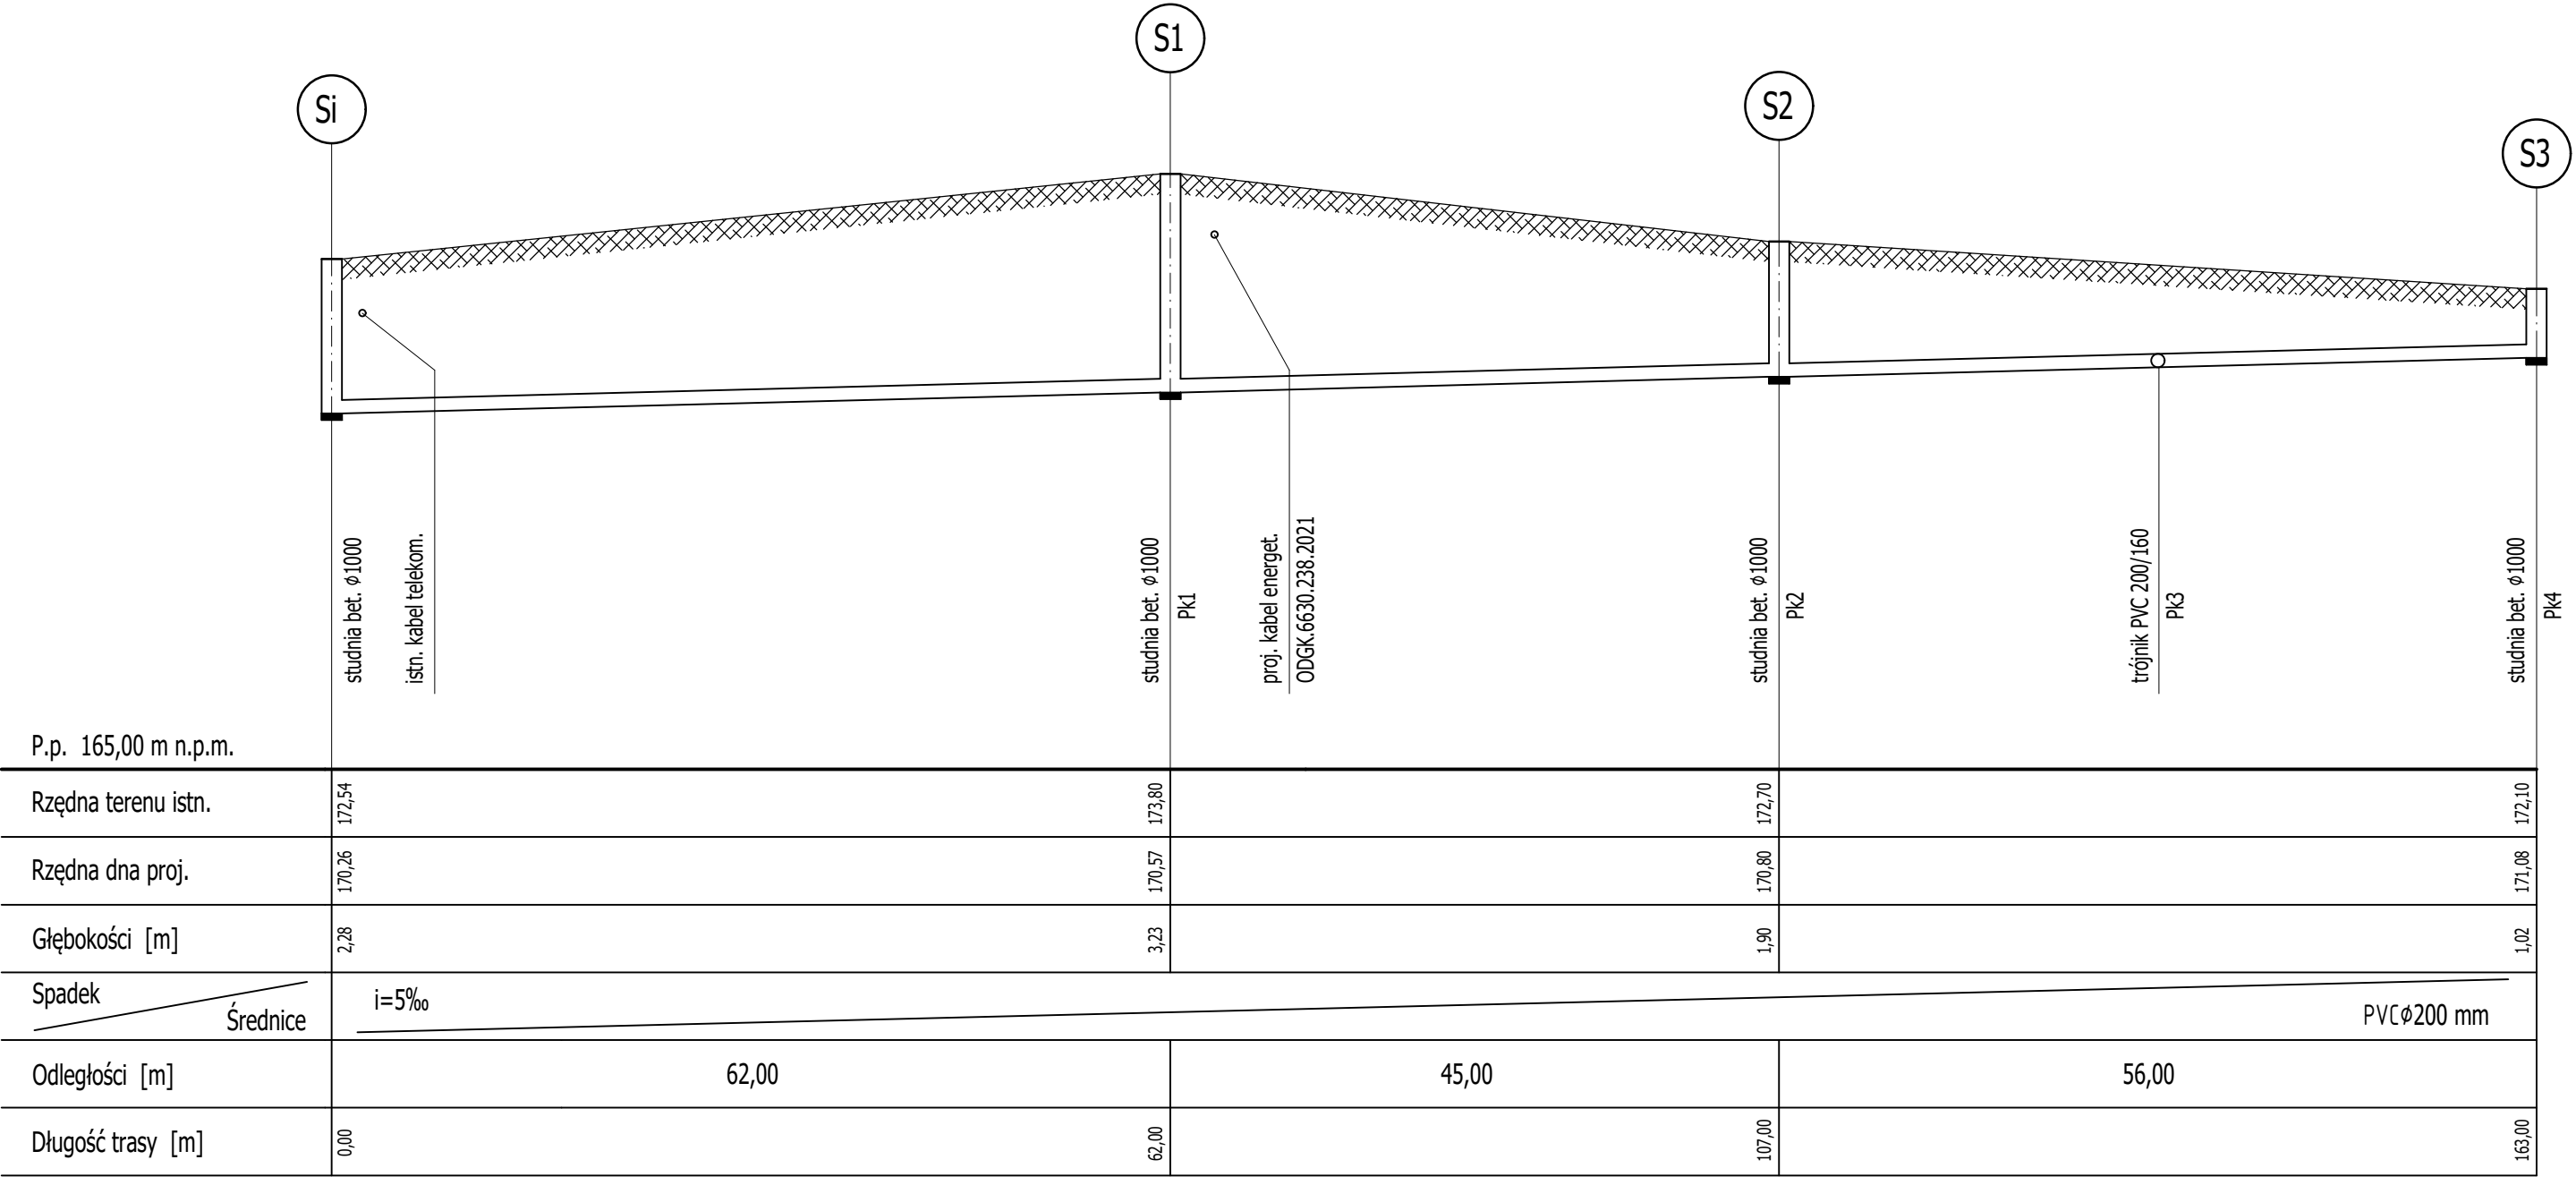 Si
S1
S2
S3
studnia bet. ϕ1000
istn. kabel telekom.
studnia bet. ϕ1000
Pk1
proj. kabel energet.
ODGK.6630.238.2021
studnia bet. ϕ1000
Pk2
trójnik PVC 200/160
Pk3
studnia bet. ϕ1000
Pk4
P.p. 165,00 m n.p.m.
Rzędna terenu istn. 172,54 173,80 172,70 172,10
Rzędna dna proj. 170,26 170,57 170,80 171,08
Głębokości [m] 2,28 3,23 1,90 1,02
Spadek
Średnice
i=5‰
PVCϕ200 mm
Odległości [m] 62,00 45,00 56,00
Długość trasy [m] 0,00 62,00 107,00 163,00